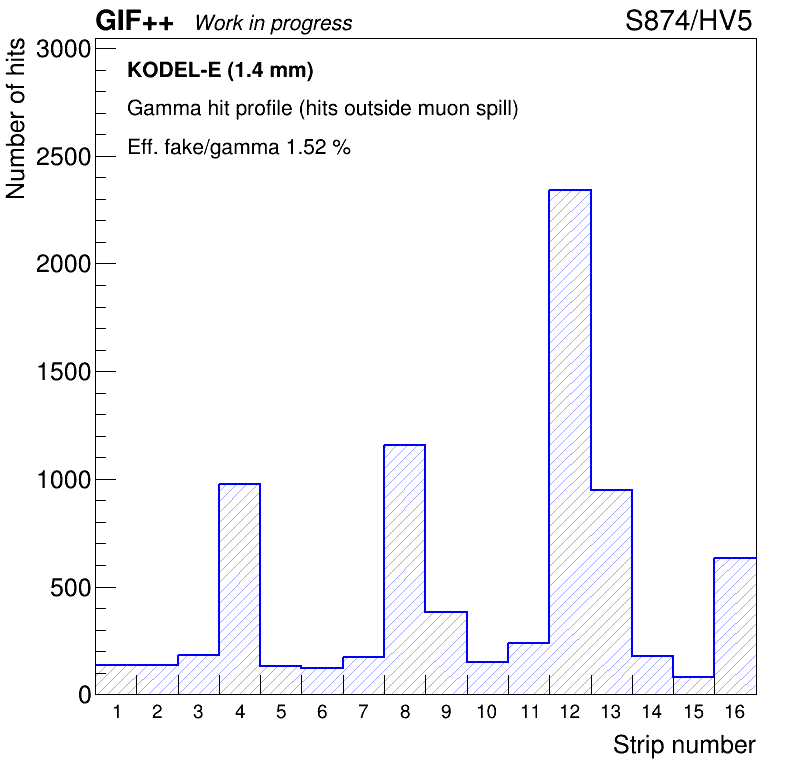 GIF++ Work in progress S874/HV5
Number of hits
3000
2500
2000
1500
1000
500
0
KODEL-E (1.4 mm)
Gamma hit profile (hits outside muon spill)
Eff. fake/gamma 1.52 %
1 2 3 4 5 6 7 8 9 10 11 12 13 14 15 16
Strip number